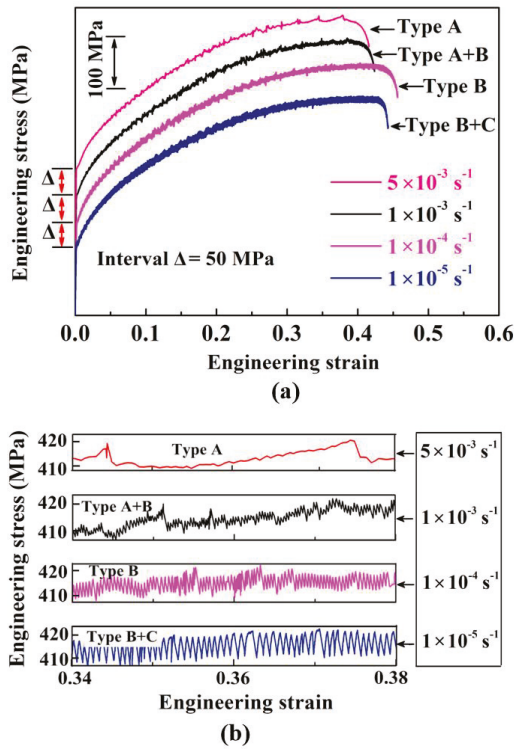 Engineering stress (MPa)
100 MPa
Type A
Type A+B
Type B
Type B+C
Δ
Δ
Δ
5×10⁻³ s⁻¹
1×10⁻³ s⁻¹
1×10⁻⁴ s⁻¹
1×10⁻⁵ s⁻¹
Interval Δ= 50 MPa
0.0 0.1 0.2 0.3 0.4 0.5 0.6
Engineering strain
(a)
Engineering stress (MPa)
420
410
Type A
5×10⁻³ s⁻¹
420
410
Type A+B
1×10⁻³ s⁻¹
420
410
Type B
1×10⁻⁴ s⁻¹
420
410
Type B+C
1×10⁻⁵ s⁻¹
0.34 0.36 0.38
Engineering strain
(b)